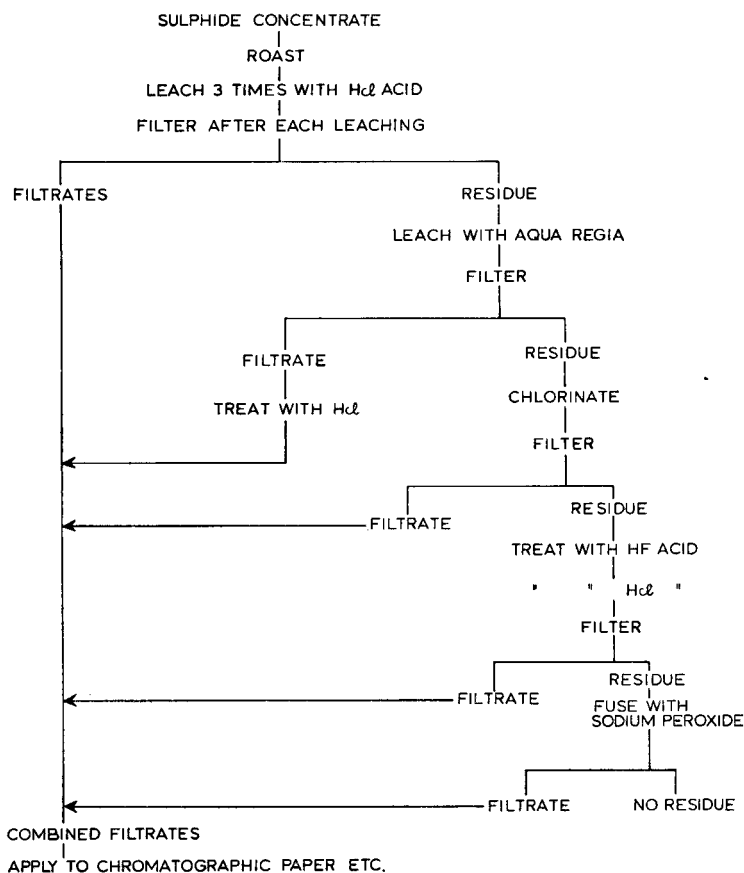 SULPHIDE CONCENTRATE
ROAST
LEACH 3 TIMES WITH Hcl ACID
FILTER AFTER EACH LEACHING
FILTRATES
RESIDUE
LEACH WITH AQUA REGIA
FILTER
FILTRATE
RESIDUE
TREAT WITH Hcl
CHLORINATE
FILTER
FILTRATE
RESIDUE
TREAT WITH HF ACID
" " Hcl "
FILTER
FILTRATE
RESIDUE
FUSE WITH
SODIUM PEROXIDE
FILTRATE
NO RESIDUE
COMBINED FILTRATES
APPLY TO CHROMATOGRAPHIC PAPER ETC.